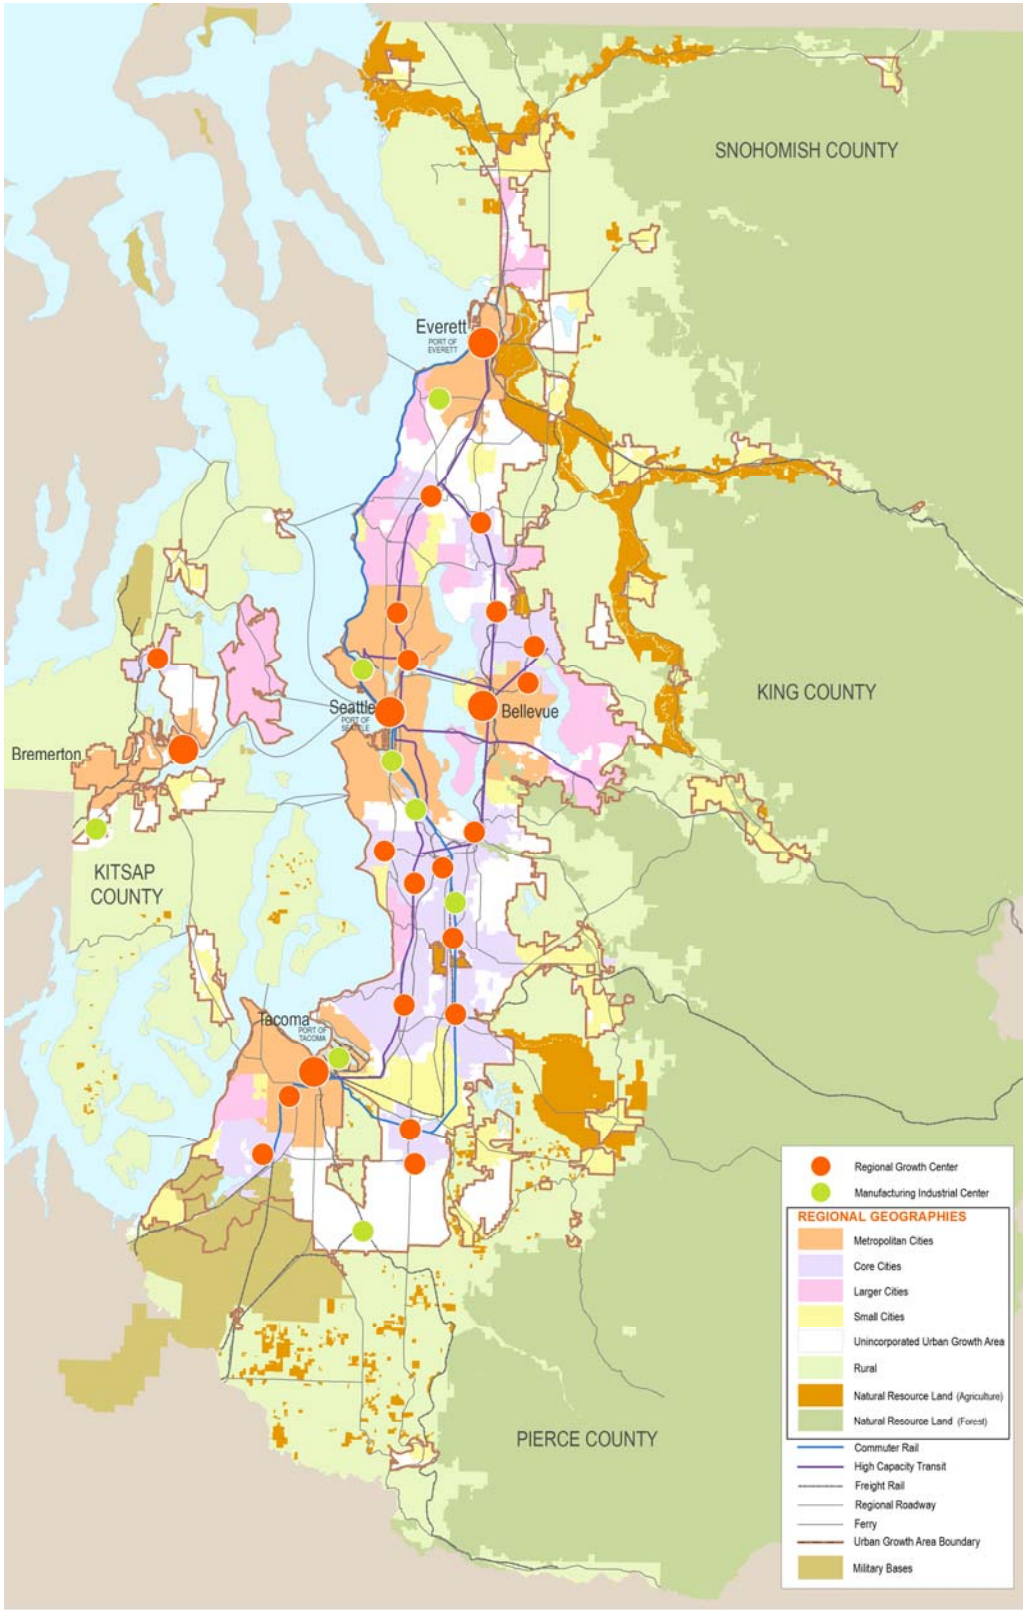 SNOHOMISH COUNTY
Everett
PORT OF
EVERETT
KING COUNTY
Seattle
PORT OF
SEATTLE
Bellevue
Bremerton
KITSAP
COUNTY
Tacoma
PORT OF
TACOMA
PIERCE COUNTY
Regional Growth Center
Manufacturing Industrial Center
REGIONAL GEOGRAPHIES
Metropolitan Cities
Core Cities
Larger Cities
Small Cities
Unincorporated Urban Growth Area
Rural
Natural Resource Land (Agriculture)
Natural Resource Land (Forest)
Commuter Rail
High Capacity Transit
Freight Rail
Regional Roadway
Ferry
Urban Growth Area Boundary
Military Bases